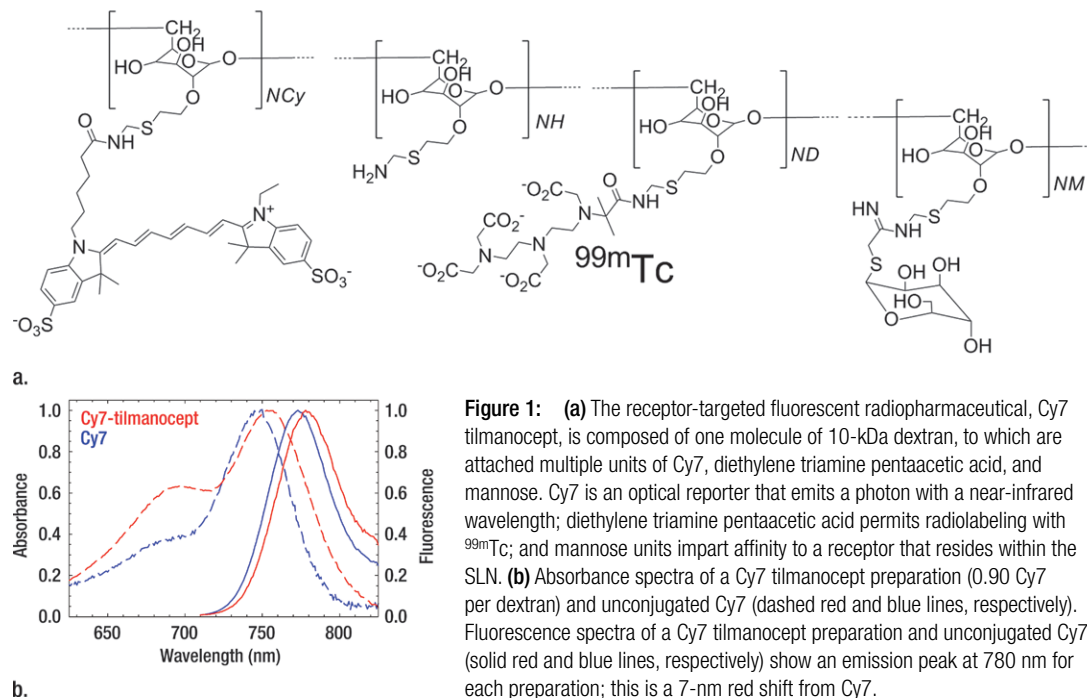 CH2
OH
HO
O
O
O
NCy
O
NH
S
N
N+
-O3S
SO3-
CH2
OH
HO
O
O
O
NH
S
H2N
CH2
OH
HO
O
O
O
ND
O
NH
S
-O2C
N
CO2-
-O2C
N
-O2C
-O2C
N
99mTc
CH2
OH
HO
O
O
O
NM
HN
NH
S
S
OH
OH
HO
O
OH
a.
Cy7-tilmanocept
Cy7
1.0
0.8
0.6
0.4
0.2
0.0
Absorbance
1.0
0.8
0.6
0.4
0.2
0.0
Fluorescence
650 700 750 800
Wavelength (nm)
b.
Figure 1: (a) The receptor-targeted fluorescent radiopharmaceutical, Cy7
tilmanocept, is composed of one molecule of 10-kDa dextran, to which are
attached multiple units of Cy7, diethylene triamine pentaacetic acid, and
mannose. Cy7 is an optical reporter that emits a photon with a near-infrared
wavelength; diethylene triamine pentaacetic acid permits radiolabeling with
99mTc; and mannose units impart affinity to a receptor that resides within the
SLN. (b) Absorbance spectra of a Cy7 tilmanocept preparation (0.90 Cy7
per dextran) and unconjugated Cy7 (dashed red and blue lines, respectively).
Fluorescence spectra of a Cy7 tilmanocept preparation and unconjugated Cy7
(solid red and blue lines, respectively) show an emission peak at 780 nm for
each preparation; this is a 7-nm red shift from Cy7.